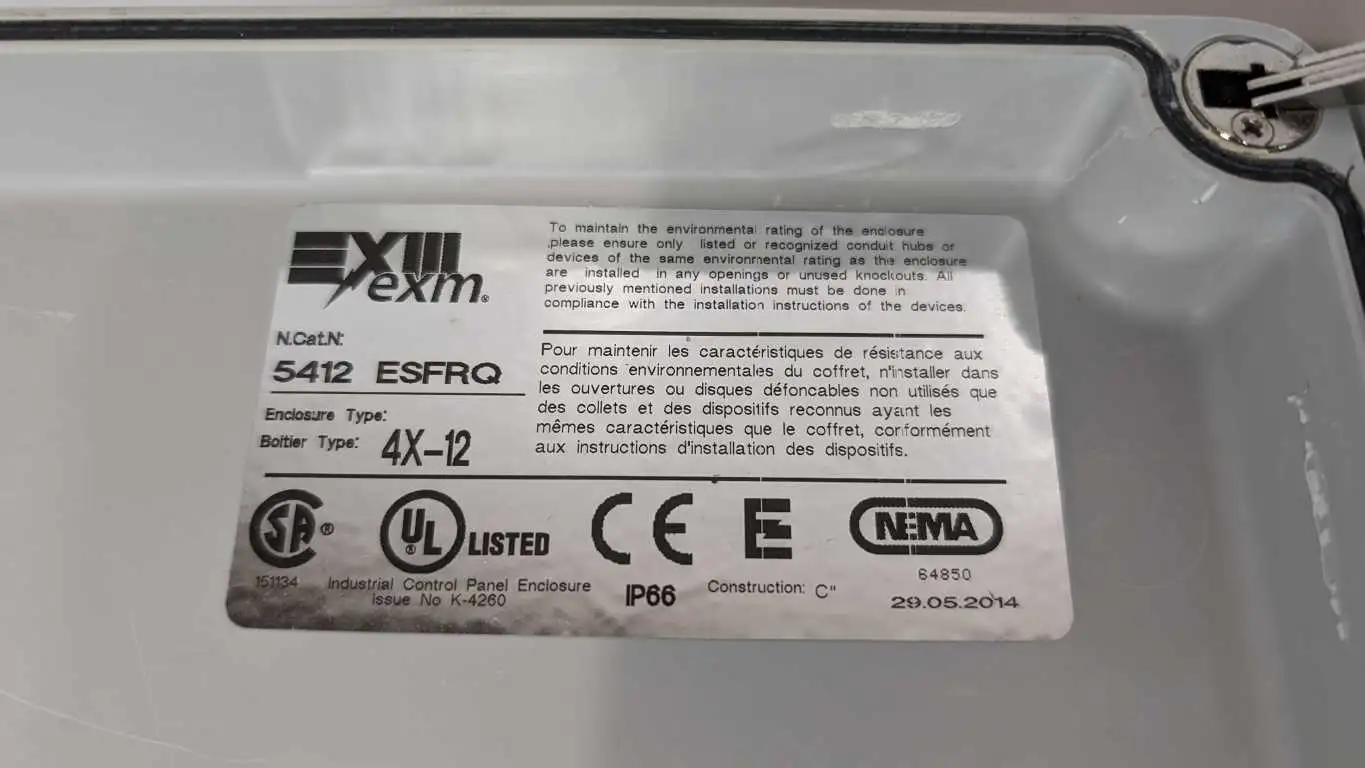 EXM
exm®
To maintain the environmental rating of the enclosure
,please ensure only listed or recognized conduit hubs or
devices of the same environmental rating as the enclosure
are installed in any openings or unused knockouts. All
previously mentioned installations must be done in
compliance with the installation instructions of the devices.
N.Cat.N:
5412 ESFRQ
Enclosure Type:
Boitier Type: 4X-12
Pour maintenir les caractéristiques de résistance aux
conditions environnementales du coffret, n'installer dans
les ouvertures ou disques défoncables non utilisés que
des collets et des dispositifs reconnus ayant les
mêmes caractéristiques que le coffret, conformément
aux instructions d'installation des dispositifs.
SA®
151134
UL® LISTED
Industrial Control Panel Enclosure
Issue No K-4260
CE
IP66
E
Construction: C"
NEMA
64850
29.05.2014